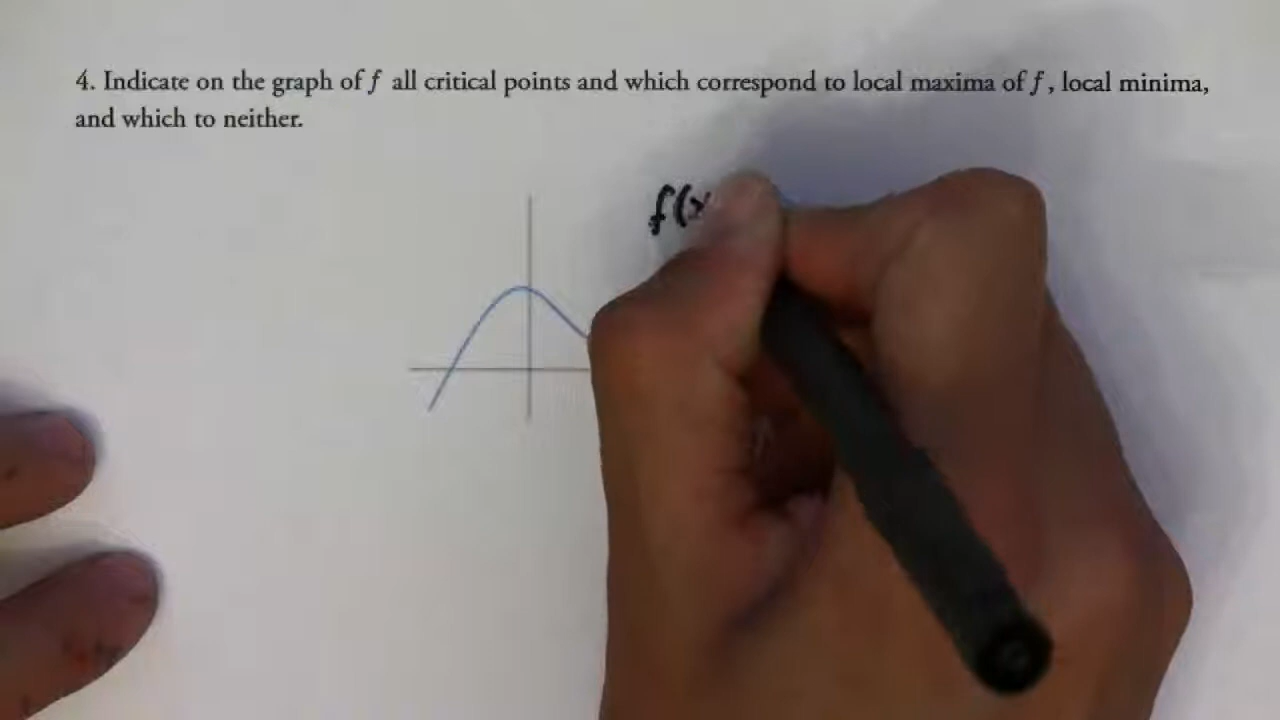 4. Indicate on the graph of f all critical points and which correspond to local maxima of f, local minima,
and which to neither.
f(x